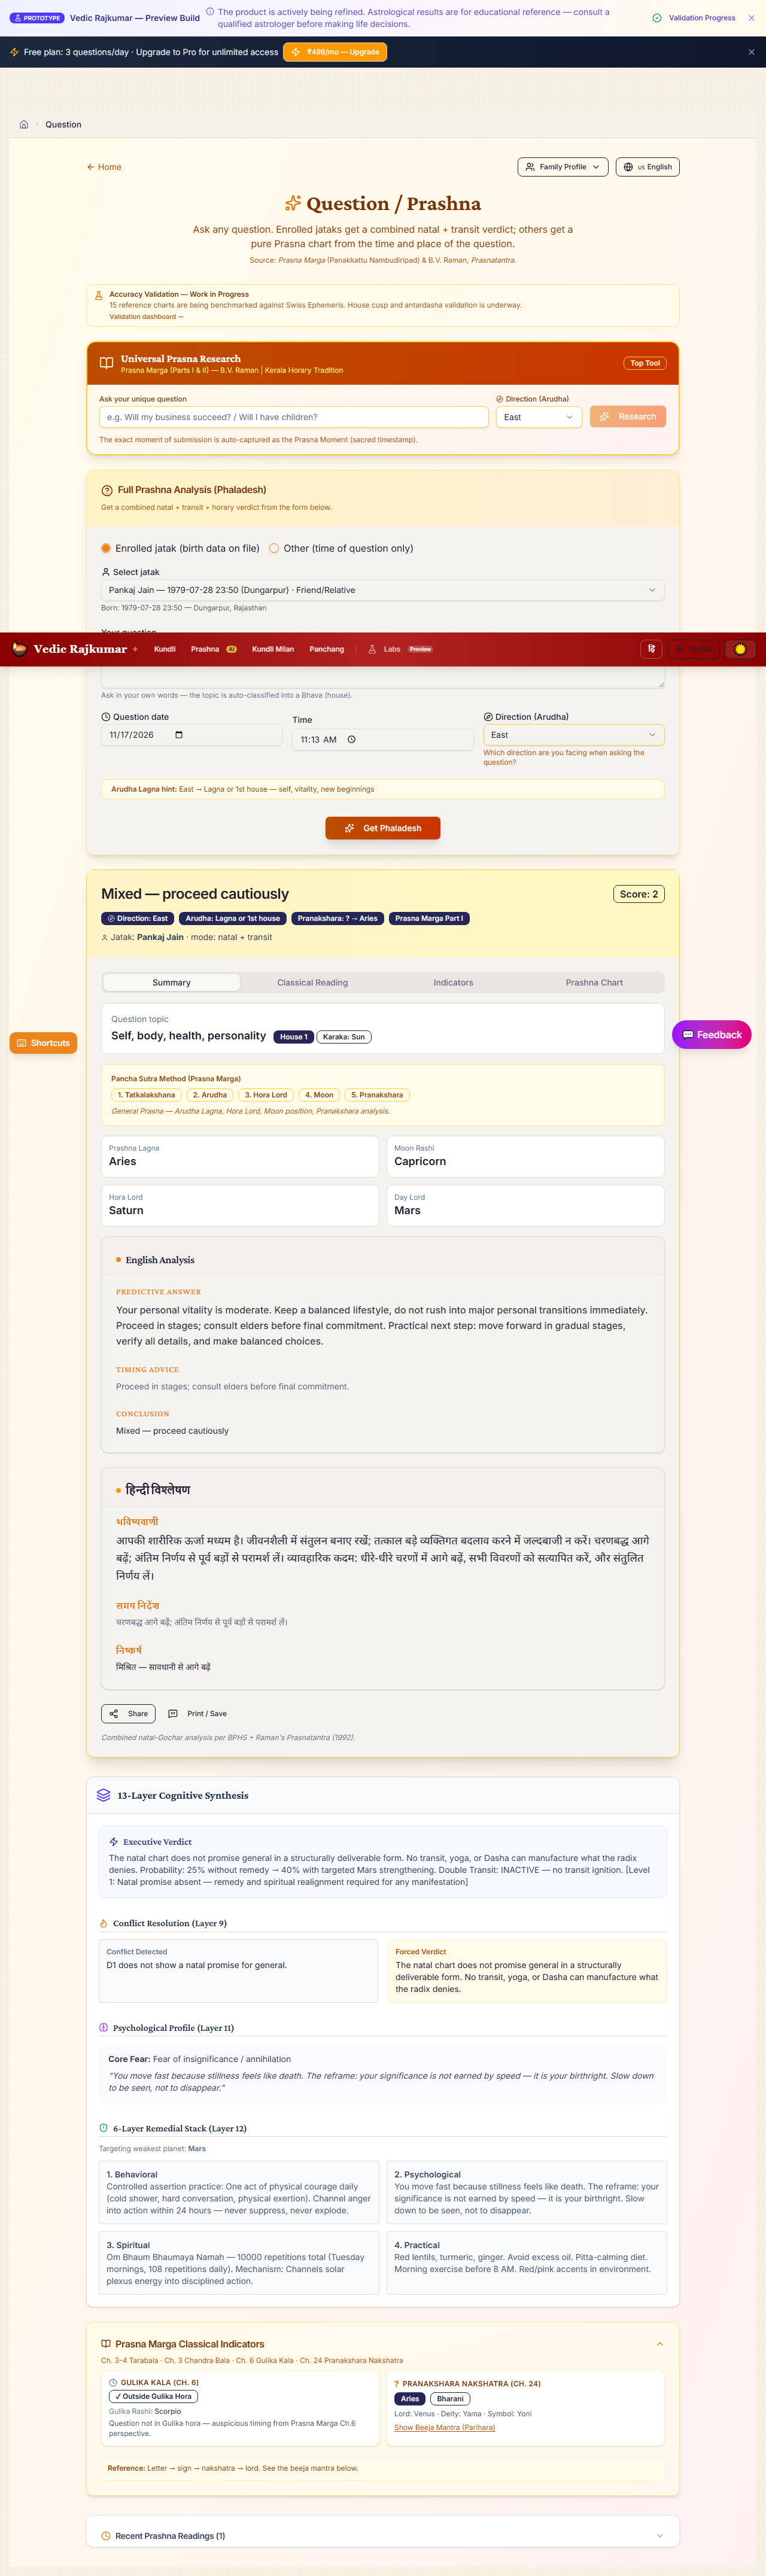 PROTOTYPE Vedic Rajkumar — Preview Build
The product is actively being refined. Astrological results are for educational reference — consult a
qualified astrologer before making life decisions.
Validation Progress
Free plan: 3 questions/day · Upgrade to Pro for unlimited access
₹499/mo — Upgrade
Question
Home
Family Profile
US English
Question / Prashna
Ask any question. Enrolled jataks get a combined natal + transit verdict; others get a
pure Prasna chart from the time and place of the question.
Source: Prasna Marga (Panakkattu Nambudiripad) & B.V. Raman, Prasnatantra.
Accuracy Validation — Work in Progress
15 reference charts are being benchmarked against Swiss Ephemeris. House cusp and antardasha validation is underway.
Validation dashboard →
Universal Prasna Research
Prasna Marga (Parts I & II) — B.V. Raman | Kerala Horary Tradition
Top Tool
Ask your unique question
Direction (Arudha)
e.g. Will my business succeed? / Will I have children?
East
Research
The exact moment of submission is auto-captured as the Prasna Moment (sacred timestamp).
Full Prashna Analysis (Phaladesh)
Get a combined natal + transit + horary verdict from the form below.
Enrolled jatak (birth data on file)
Other (time of question only)
Select jatak
Pankaj Jain — 1979-07-28 23:50 (Dungarpur) · Friend/Relative
Born: 1979-07-28 23:50 — Dungarpur, Rajasthan
Your question
Vedic Rajkumar
Kundli
Prashna AI
Kundli Milan
Panchang
Labs Preview
हिं
Profile
Ask in your own words — the topic is auto-classified into a Bhava (house).
Question date
Time
Direction (Arudha)
11/17/2026
11:13 AM
East
Which direction are you facing when asking the
question?
Arudha Lagna hint: East → Lagna or 1st house — self, vitality, new beginnings
Get Phaladesh
Mixed — proceed cautiously
Score: 2
Direction: East
Arudha: Lagna or 1st house
Pranakshara: ? → Aries
Prasna Marga Part I
Jatak: Pankaj Jain · mode: natal + transit
Summary
Classical Reading
Indicators
Prashna Chart
Question topic
Self, body, health, personality House 1 Karaka: Sun
Pancha Sutra Method (Prasna Marga)
1. Tatkalakshana
2. Arudha
3. Hora Lord
4. Moon
5. Pranakshara
General Prasna — Arudha Lagna, Hora Lord, Moon position, Pranakshara analysis.
Prashna Lagna
Aries
Moon Rashi
Capricorn
Hora Lord
Saturn
Day Lord
Mars
English Analysis
PREDICTIVE ANSWER
Your personal vitality is moderate. Keep a balanced lifestyle, do not rush into major personal transitions immediately.
Proceed in stages; consult elders before final commitment. Practical next step: move forward in gradual stages,
verify all details, and make balanced choices.
TIMING ADVICE
Proceed in stages; consult elders before final commitment.
CONCLUSION
Mixed — proceed cautiously
हिन्दी विश्लेषण
भविष्यवाणी
आपकी शारीरिक ऊर्जा मध्यम है। जीवनशैली में संतुलन बनाए रखें; तत्काल बड़े व्यक्तिगत बदलाव करने में जल्दबाजी न करें। चरणबद्ध आगे
बढ़ें; अंतिम निर्णय से पूर्व बड़ों से परामर्श लें। व्यावहारिक कदम: धीरे-धीरे चरणों में आगे बढ़ें, सभी विवरणों को सत्यापित करें, और संतुलित
निर्णय लें।
समय निर्देश
चरणबद्ध आगे बढ़ें; अंतिम निर्णय से पूर्व बड़ों से परामर्श लें।
निष्कर्ष
मिश्रित — सावधानी से आगे बढ़ें
Share
Print / Save
Combined natal-Gochar analysis per BPHS + Raman's Prasnatantra (1992).
13-Layer Cognitive Synthesis
Executive Verdict
The natal chart does not promise general in a structurally deliverable form. No transit, yoga, or Dasha can manufacture what the radix
denies. Probability: 25% without remedy → 40% with targeted Mars strengthening. Double Transit: INACTIVE — no transit ignition. [Level
1: Natal promise absent — remedy and spiritual realignment required for any manifestation]
Conflict Resolution (Layer 9)
Conflict Detected
D1 does not show a natal promise for general.
Forced Verdict
The natal chart does not promise general in a structurally
deliverable form. No transit, yoga, or Dasha can manufacture what
the radix denies.
Psychological Profile (Layer 11)
Core Fear: Fear of insignificance / annihilation
"You move fast because stillness feels like death. The reframe: your significance is not earned by speed — it is your birthright. Slow down
to be seen, not to disappear."
6-Layer Remedial Stack (Layer 12)
Targeting weakest planet: Mars
1. Behavioral
Controlled assertion practice: One act of physical courage daily
(cold shower, hard conversation, physical exertion). Channel anger
into action within 24 hours — never suppress, never explode.
2. Psychological
You move fast because stillness feels like death. The reframe: your
significance is not earned by speed — it is your birthright. Slow
down to be seen, not to disappear.
3. Spiritual
Om Bhaum Bhaumaya Namah — 10000 repetitions total (Tuesday
mornings, 108 repetitions daily). Mechanism: Channels solar
plexus energy into disciplined action.
4. Practical
Red lentils, turmeric, ginger. Avoid excess oil. Pitta-calming diet.
Morning exercise before 8 AM. Red/pink accents in environment.
Prasna Marga Classical Indicators
Ch. 3-4 Tarabala · Ch. 3 Chandra Bala · Ch. 6 Gulika Kala · Ch. 24 Pranakshara Nakshatra
GULIKA KALA (CH. 6)
✓ Outside Gulika Hora
Gulika Rashi: Scorpio
Question not in Gulika hora — auspicious timing from Prasna Marga Ch.6
perspective.
? PRANAKSHARA NAKSHATRA (CH. 24)
Aries Bharani
Lord: Venus · Deity: Yama · Symbol: Yoni
Show Beeja Mantra (Parihara)
Reference: Letter → sign → nakshatra → lord. See the beeja mantra below.
Recent Prashna Readings (1)
Shortcuts
Feedback